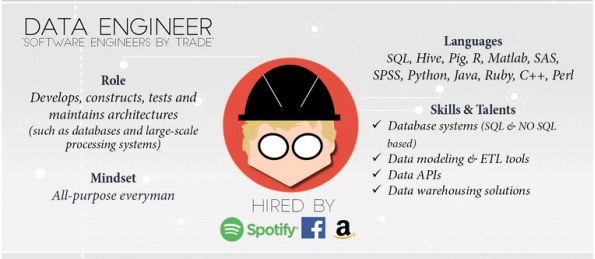 DATA ENGINEER
"SOFTWARE ENGINEERS BY TRADE"
Role
Develops, constructs, tests and
maintains architectures
(such as databases and large-scale
processing systems)
Mindset
All-purpose everyman
Languages
SQL, Hive, Pig, R, Matlab, SAS,
SPSS, Python, Java, Ruby, C++, Perl
Skills & Talents
✓ Database systems (SQL & NO SQL
based)
✓ Data modeling & ETL tools
✓ Data APIs
✓ Data warehousing solutions
HIRED BY
Spotify f a